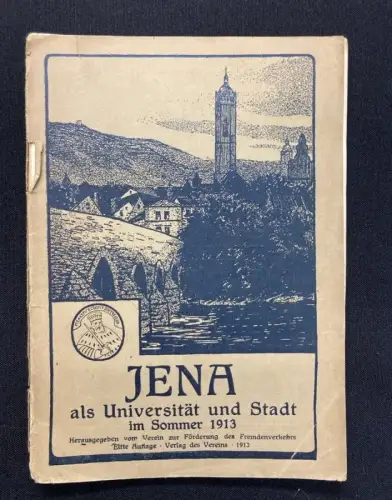 JENA
als Universität und Stadt
im Sommer 1913
Herausgegeben vom Verein zur Förderung des Fremdenverkehrs
Elfte Auflage · Verlag des Vereins · 1913